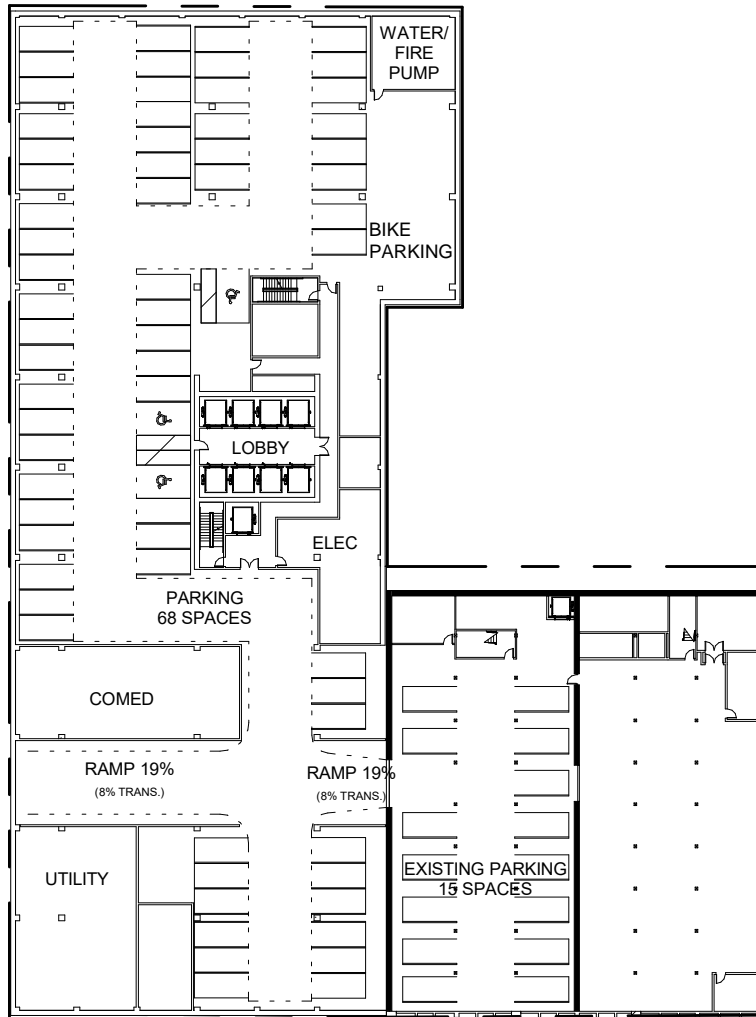 WATER/
FIRE
PUMP
BIKE
PARKING
LOBBY
ELEC
PARKING
68 SPACES
COMED
RAMP 19%
(8% TRANS.)
RAMP 19%
(8% TRANS.)
UTILITY
EXISTING PARKING
15 SPACES